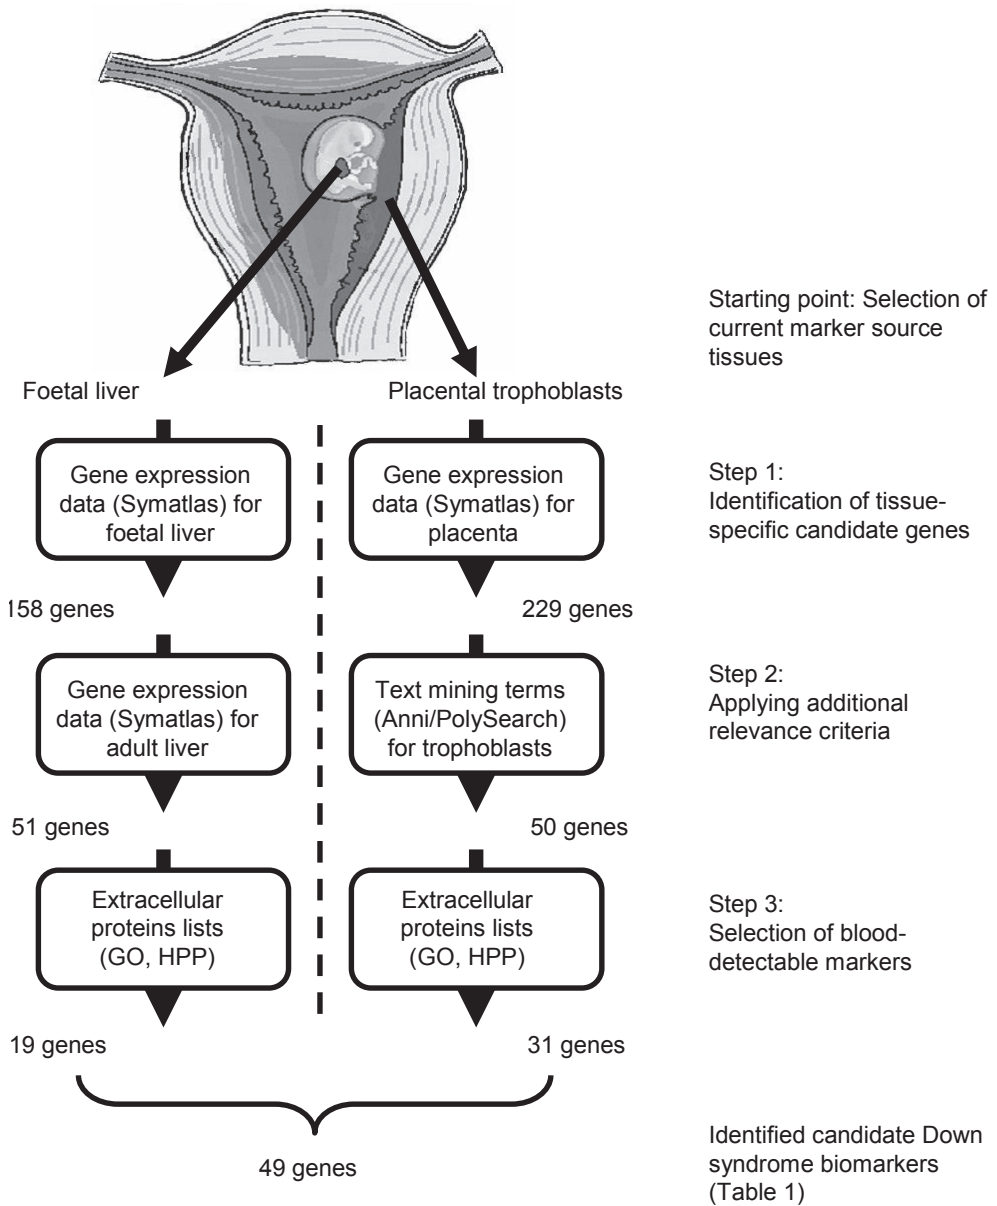 Starting point: Selection of
current marker source
tissues
Foetal liver
Placental trophoblasts
Gene expression
data (Symatlas) for
foetal liver
Gene expression
data (Symatlas) for
placenta
Step 1:
Identification of tissue-
specific candidate genes
158 genes
229 genes
Gene expression
data (Symatlas) for
adult liver
Text mining terms
(Anni/PolySearch)
for trophoblasts
Step 2:
Applying additional
relevance criteria
51 genes
50 genes
Extracellular
proteins lists
(GO, HPP)
Extracellular
proteins lists
(GO, HPP)
Step 3:
Selection of blood-
detectable markers
19 genes
31 genes
49 genes
Identified candidate Down
syndrome biomarkers
(Table 1)